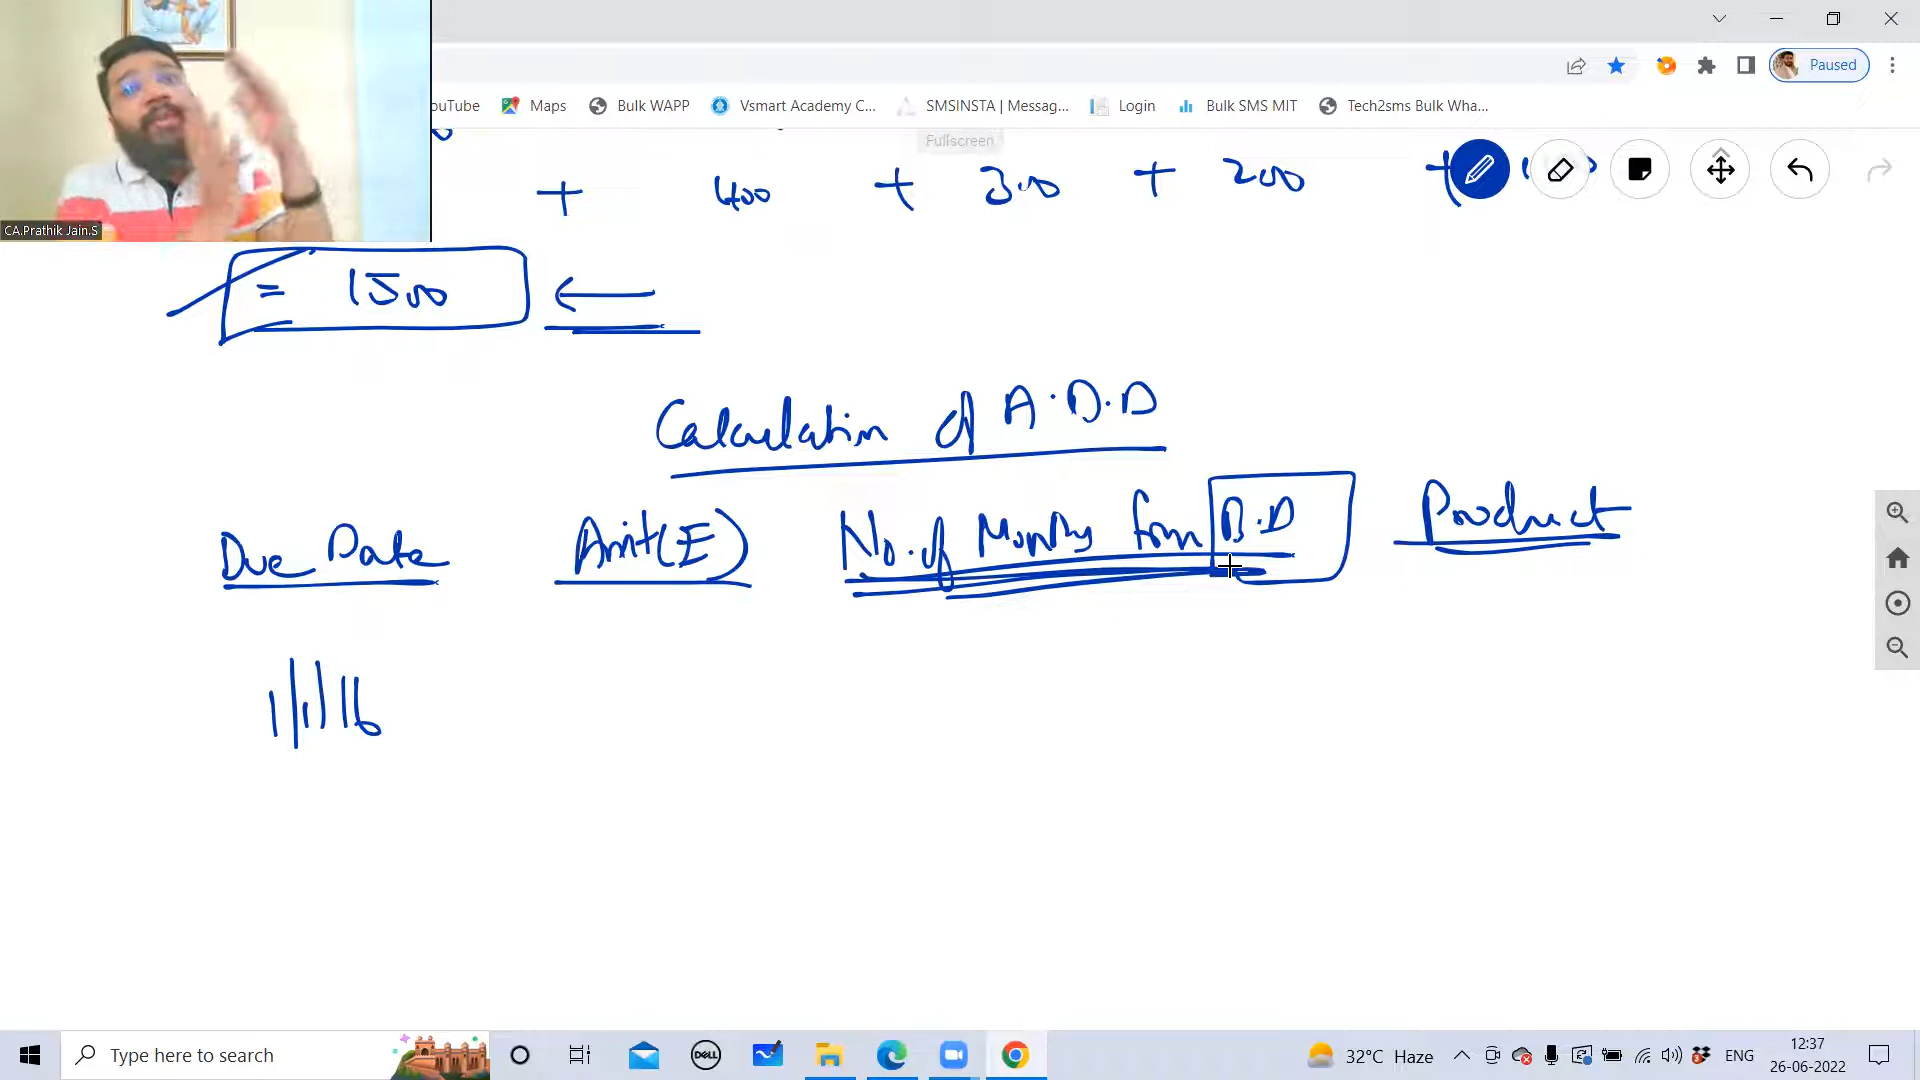 Paused
ouTube Maps Bulk WAPP Vsmart Academy C... SMSINSTA | Messag... Login Bulk SMS MIT Tech2sms Bulk Wha...
Fullscreen
+ 400 + 300 + 200 +
CA.Prathik Jain.S
= 1500 ←
Calculation of A.D.D
Due Date Amt(E) No. of Months from B.D Product
1/1/16
Type here to search
DELL
32°C Haze ENG
12:37
26-06-2022